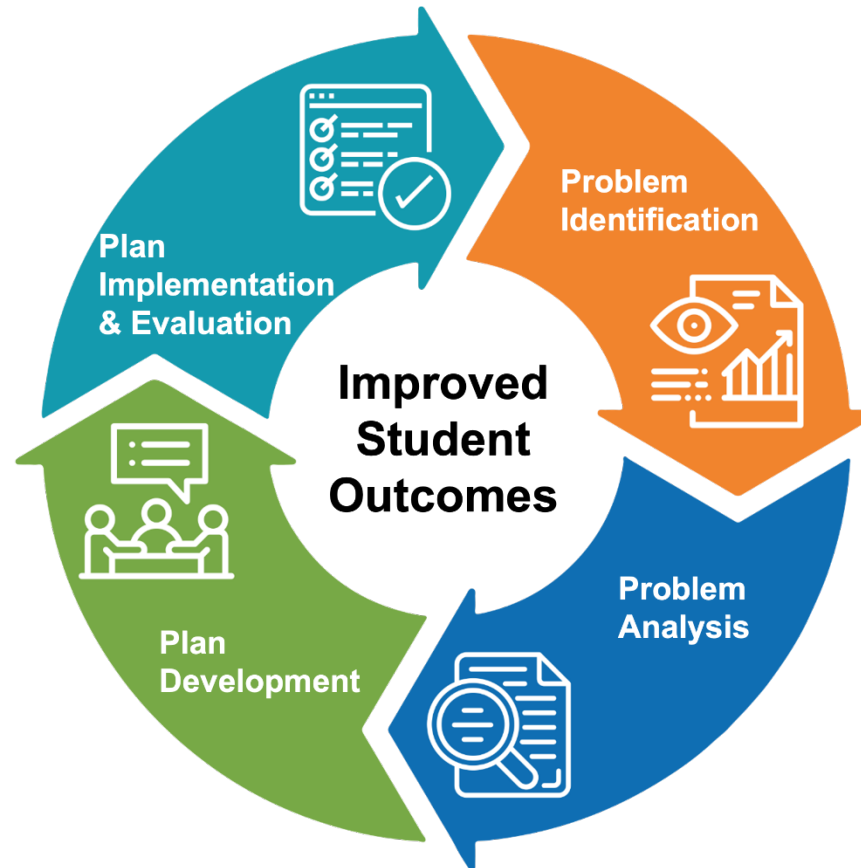 Problem
Identification
Problem
Analysis
Plan
Development
Plan
Implementation
& Evaluation
Improved
Student
Outcomes